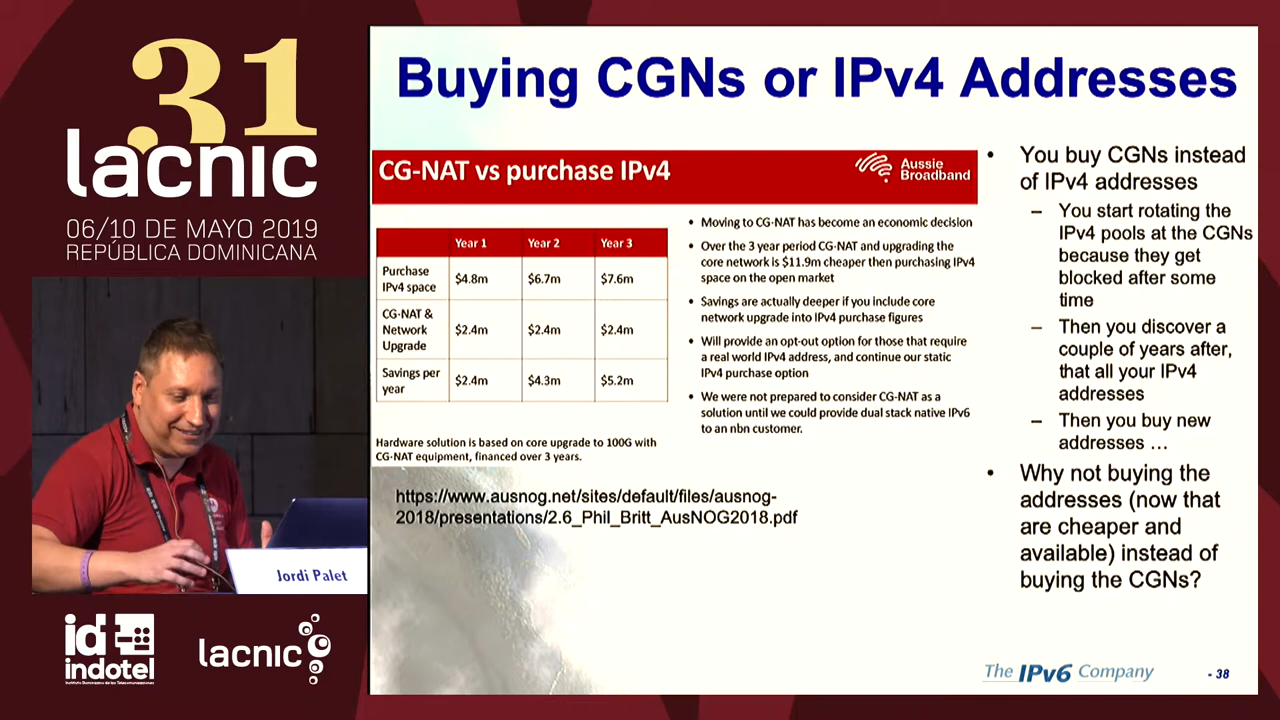 31
lacnic
06/10 DE MAYO 2019
REPÚBLICA DOMINICANA
Jordi Palet
id
indotel
lacnic
Buying CGNs or IPv4 Addresses
CG-NAT vs purchase IPv4
Aussie
Broadband
Year 1 Year 2 Year 3
Purchase
IPv4 space
$4.8m $6.7m $7.6m
CG-NAT &
Network
Upgrade
$2.4m $2.4m $2.4m
Savings per
year
$2.4m $4.3m $5.2m
Hardware solution is based on core upgrade to 100G with
CG-NAT equipment, financed over 3 years.
• Moving to CG-NAT has become an economic decision
• Over the 3 year period CG-NAT and upgrading the
core network is $11.9m cheaper then purchasing IPv4
space on the open market
• Savings are actually deeper if you include core
network upgrade into IPv4 purchase figures
• Will provide an opt-out option for those that require
a real world IPv4 address, and continue our static
IPv4 purchase option
• We were not prepared to consider CG-NAT as a
solution until we could provide dual stack native IPv6
to an nbn customer.
https://www.ausnog.net/sites/default/files/ausnog-
2018/presentations/2.6_Phil_Britt_AusNOG2018.pdf
• You buy CGNs instead
of IPv4 addresses
– You start rotating the
IPv4 pools at the CGNs
because they get
blocked after some
time
– Then you discover a
couple of years after,
that all your IPv4
addresses
– Then you buy new
addresses …
• Why not buying the
addresses (now that
are cheaper and
available) instead of
buying the CGNs?
The IPv6 Company
- 38